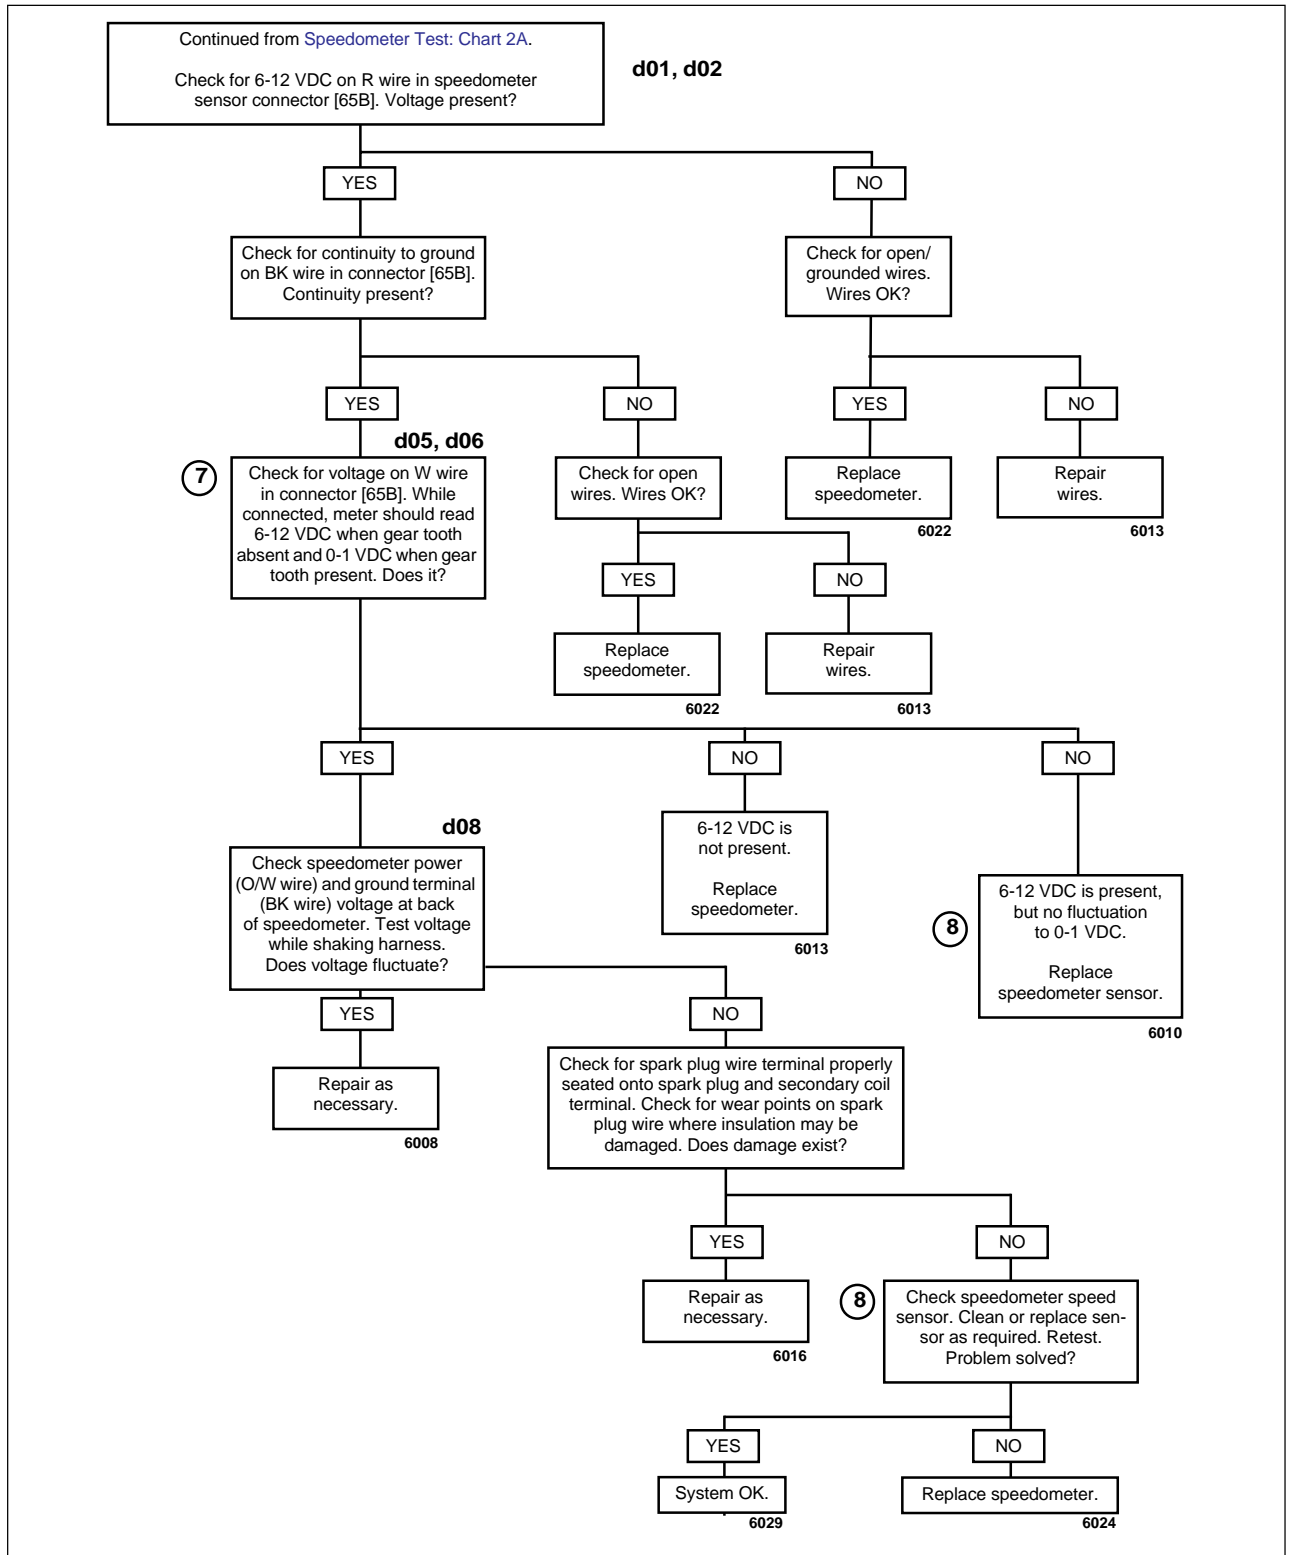 Continued from Speedometer Test: Chart 2A.
Check for 6-12 VDC on R wire in speedometer
sensor connector [65B]. Voltage present?
d01, d02
YES
NO
Check for continuity to ground
on BK wire in connector [65B].
Continuity present?
Check for open/
grounded wires.
Wires OK?
YES
NO
YES
NO
d05, d06
7
Check for voltage on W wire
in connector [65B]. While
connected, meter should read
6-12 VDC when gear tooth
absent and 0-1 VDC when gear
tooth present. Does it?
Check for open
wires. Wires OK?
Replace
speedometer.
6022
Repair
wires.
6013
YES
NO
Replace
speedometer.
6022
Repair
wires.
6013
YES
NO
NO
d08
Check speedometer power
(O/W wire) and ground terminal
(BK wire) voltage at back
of speedometer. Test voltage
while shaking harness.
Does voltage fluctuate?
6-12 VDC is
not present.
Replace
speedometer.
6013
8
6-12 VDC is present,
but no fluctuation
to 0-1 VDC.
Replace
speedometer sensor.
6010
YES
NO
Repair as
necessary.
6008
Check for spark plug wire terminal properly
seated onto spark plug and secondary coil
terminal. Check for wear points on spark
plug wire where insulation may be
damaged. Does damage exist?
YES
NO
Repair as
necessary.
6016
8
Check speedometer speed
sensor. Clean or replace sen-
sor as required. Retest.
Problem solved?
YES
NO
System OK.
6029
Replace speedometer.
6024